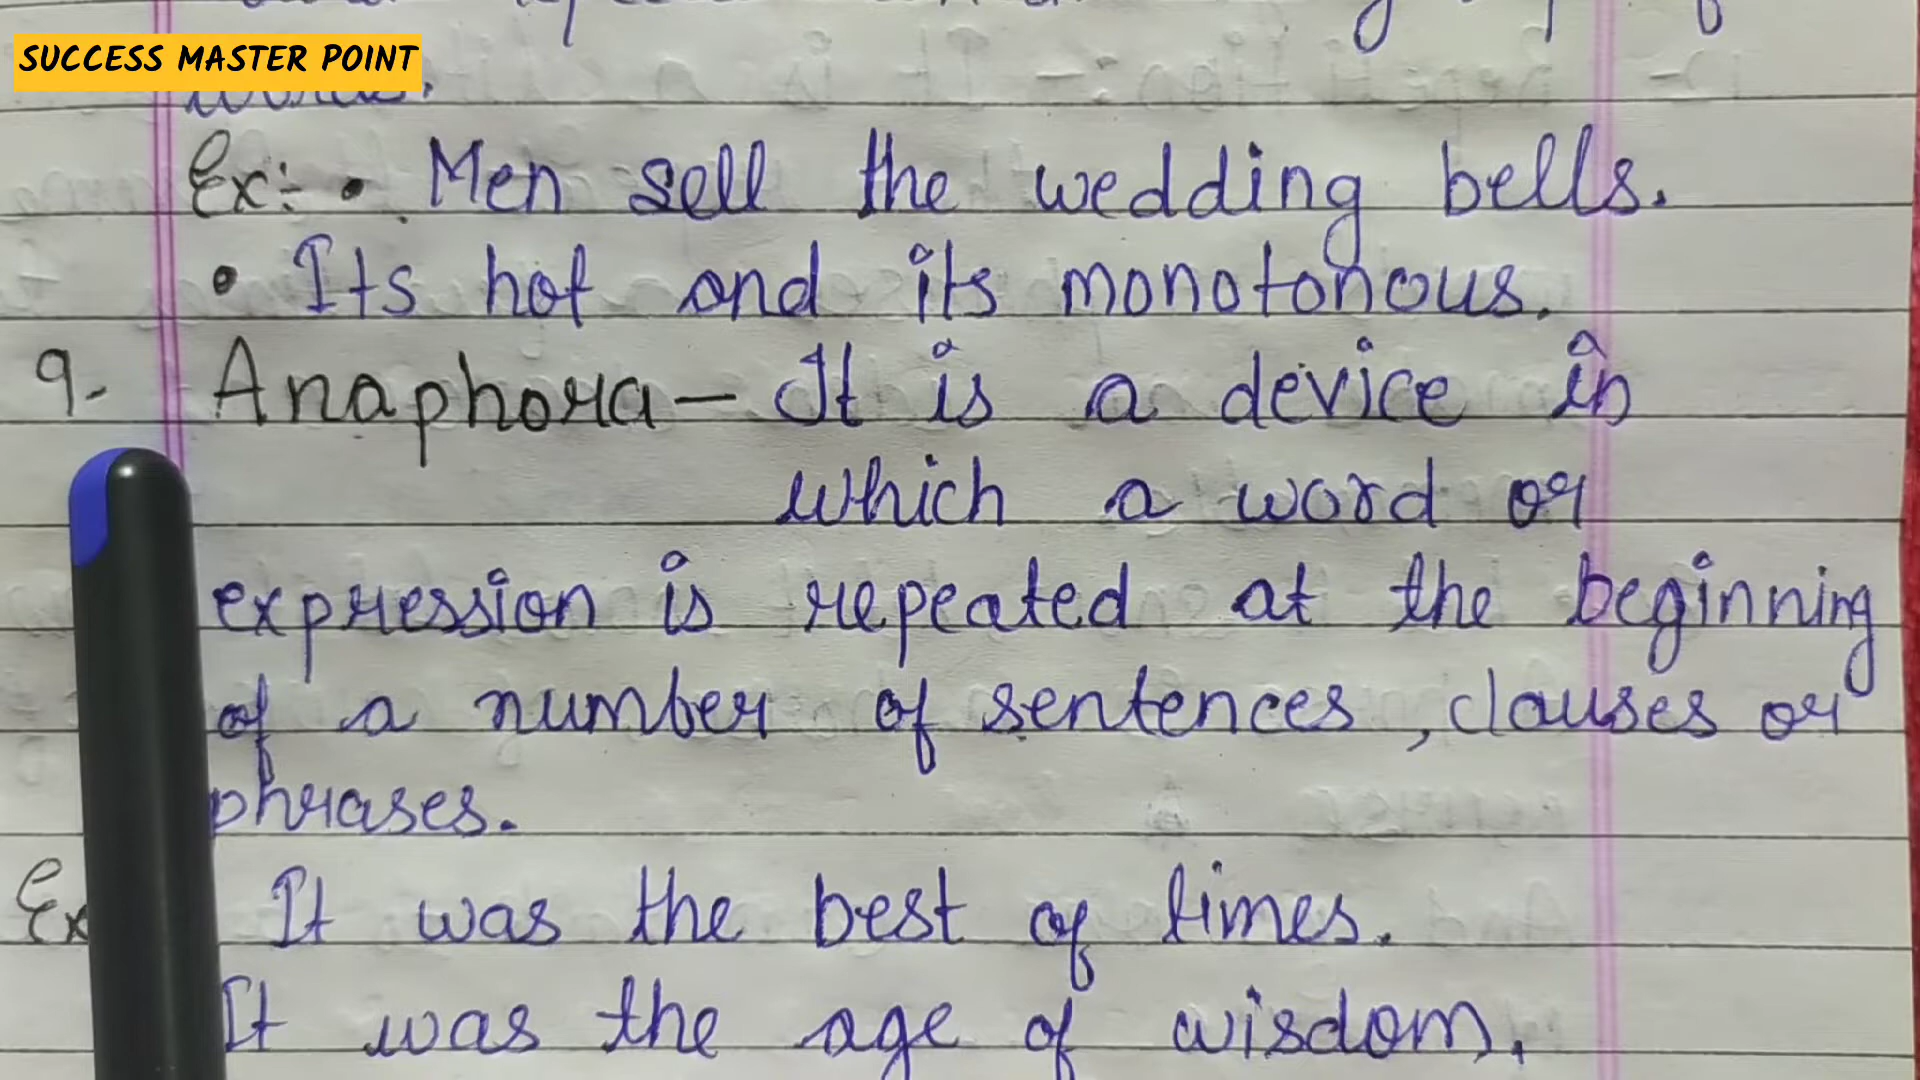 SUCCESS MASTER POINT
words.
Ex:- • Men sell the wedding bells.
• Its hot and its monotonous.
9- Anaphora - It is a device in
which a word or
expression is repeated at the beginning
of a number of sentences, clauses or
phrases.
Ex It was the best of times.
It was the age of wisdom.